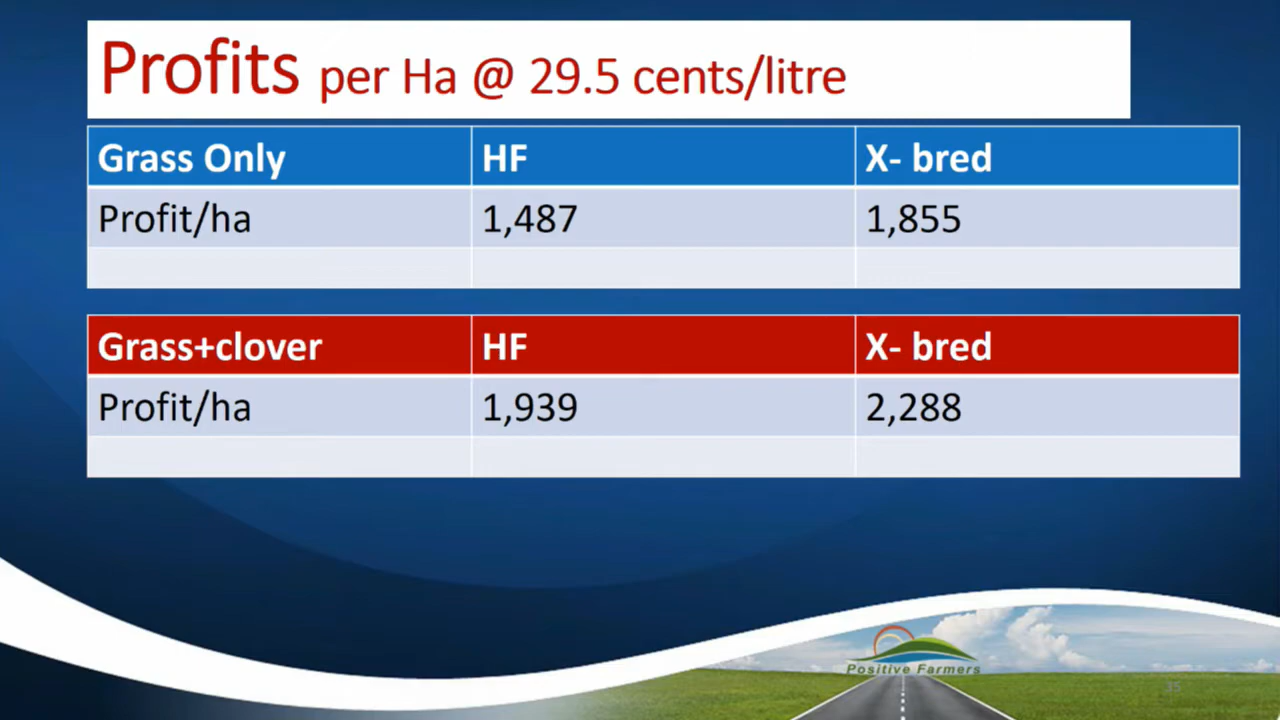 Profits per Ha @ 29.5 cents/litre
Grass Only HF X- bred
Profit/ha 1,487 1,855
Grass+clover HF X- bred
Profit/ha 1,939 2,288
Positive Farmers
35